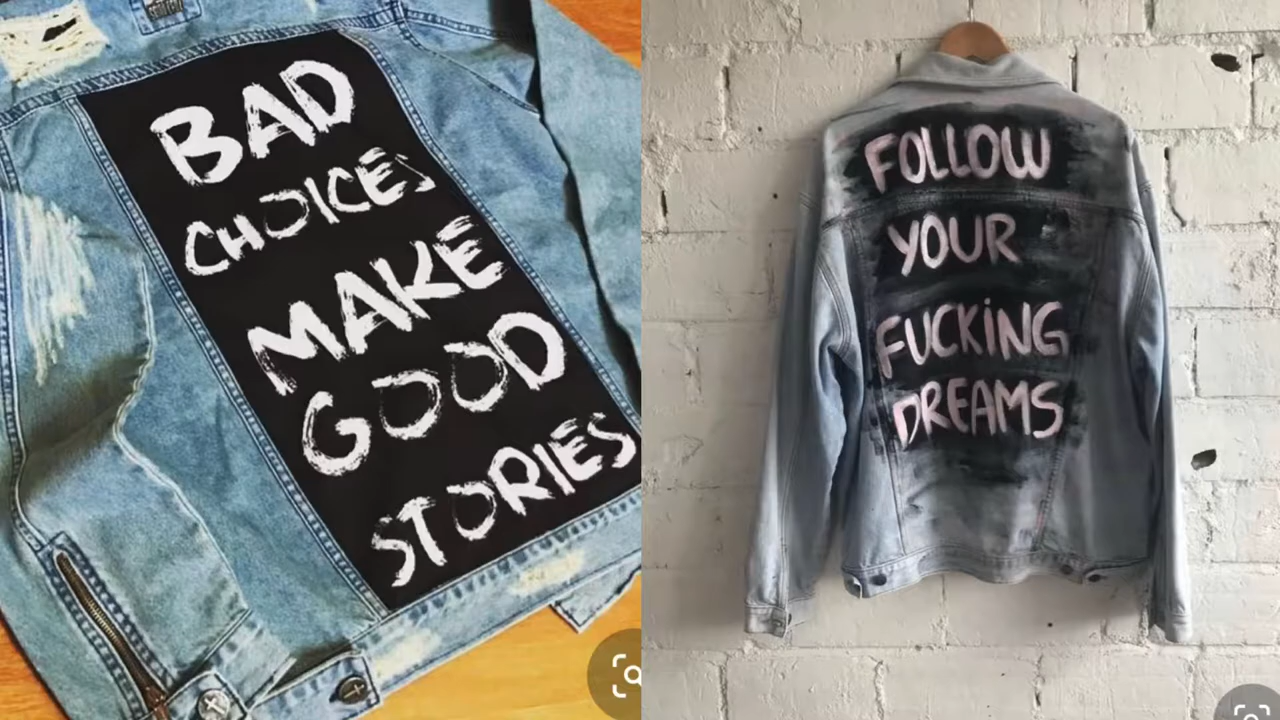 BAD
CHOICES
MAKE
GOOD
STORIES
FOLLOW
YOUR
FUCKiNG
DREAMS